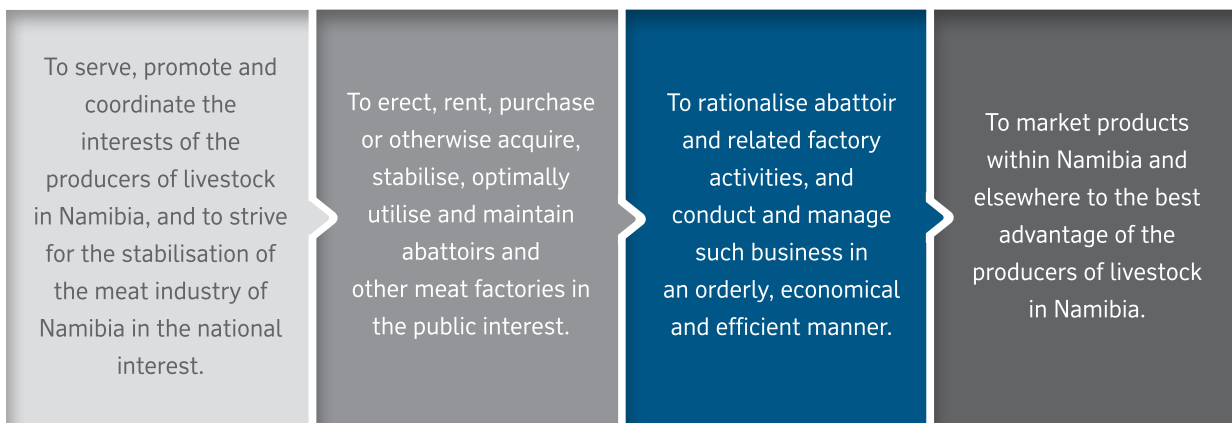 To serve, promote and
coordinate the
interests of the
producers of livestock
in Namibia, and to strive
for the stabilisation of
the meat industry of
Namibia in the national
interest.
To erect, rent, purchase
or otherwise acquire,
stabilise, optimally
utilise and maintain
abattoirs and
other meat factories in
the public interest.
To rationalise abattoir
and related factory
activities, and
conduct and manage
such business in
an orderly, economical
and efficient manner.
To market products
within Namibia and
elsewhere to the best
advantage of the
producers of livestock
in Namibia.